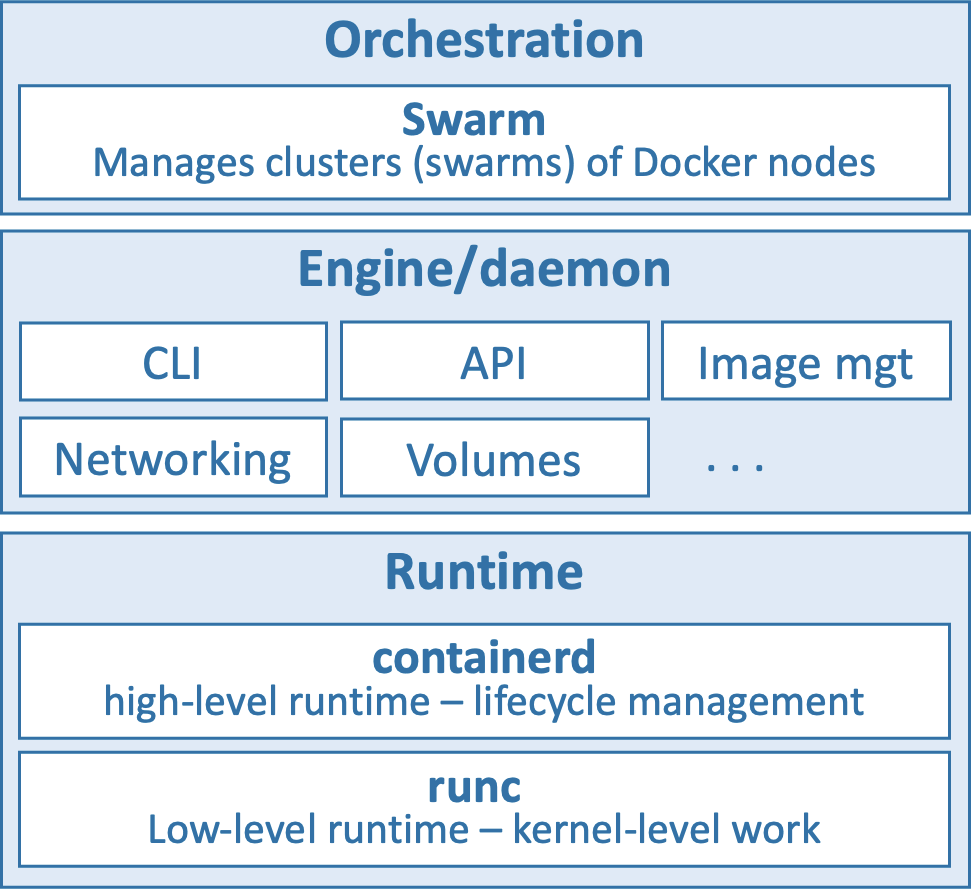 Orchestration
Swarm
Manages clusters (swarms) of Docker nodes
Engine/daemon
CLI
API
Image mgt
Networking
Volumes
. . .
Runtime
containerd
high-level runtime – lifecycle management
runc
Low-level runtime – kernel-level work